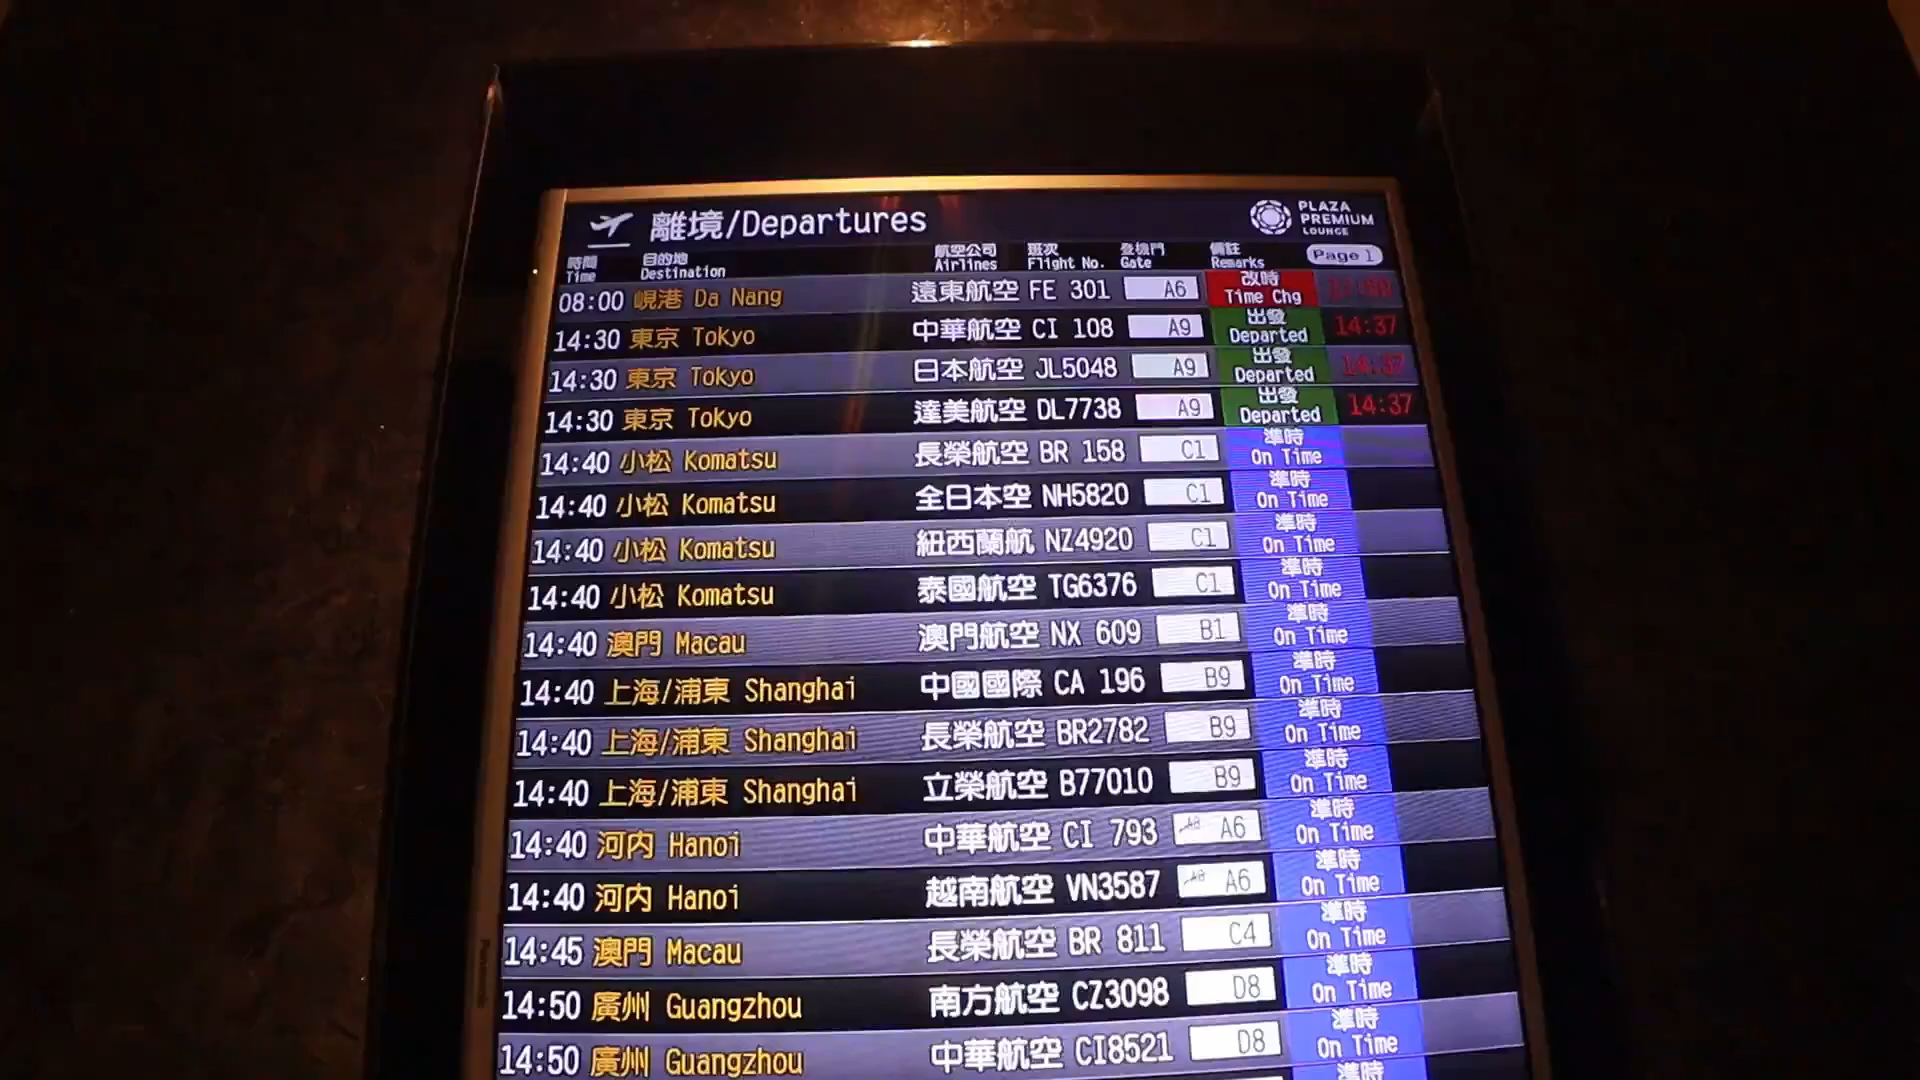 離境/Departures
PLAZA
PREMIUM
LOUNGE
時間 目的地 航空公司 班次 登機門 備註
Time Destination Airlines Flight No. Gate Remarks Page 1
08:00 峴港 Da Nang 遠東航空 FE 301 A6 改時 Time Chg
14:30 東京 Tokyo 中華航空 CI 108 A9 出發 Departed 14:37
14:30 東京 Tokyo 日本航空 JL5048 A9 出發 Departed 14:37
14:30 東京 Tokyo 達美航空 DL7738 A9 出發 Departed 14:37
14:40 小松 Komatsu 長榮航空 BR 158 C1 準時 On Time
14:40 小松 Komatsu 全日本空 NH5820 C1 準時 On Time
14:40 小松 Komatsu 紐西蘭航 NZ4920 C1 準時 On Time
14:40 小松 Komatsu 泰國航空 TG6376 C1 準時 On Time
14:40 澳門 Macau 澳門航空 NX 609 B1 準時 On Time
14:40 上海/浦東 Shanghai 中國國際 CA 196 B9 準時 On Time
14:40 上海/浦東 Shanghai 長榮航空 BR2782 B9 準時 On Time
14:40 上海/浦東 Shanghai 立榮航空 B77010 B9 準時 On Time
14:40 河內 Hanoi 中華航空 CI 793 A8 A6 準時 On Time
14:40 河內 Hanoi 越南航空 VN3587 A8 A6 準時 On Time
14:45 澳門 Macau 長榮航空 BR 811 C4 準時 On Time
14:50 廣州 Guangzhou 南方航空 CZ3098 D8 準時 On Time
14:50 廣州 Guangzhou 中華航空 CI8521 D8 準時 On Time
準時